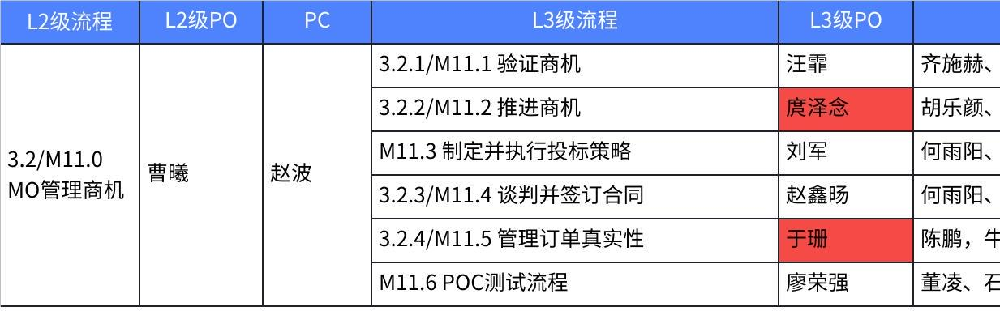 L2级流程 L2级PO PC L3级流程 L3级PO
3.2.1/M11.1 验证商机 汪霏 齐施赫、
3.2.2/M11.2 推进商机 庹泽念 胡乐颜、
3.2/M11.0
MO管理商机
曹曦
赵波
M11.3 制定并执行投标策略 刘军 何雨阳、
3.2.3/M11.4 谈判并签订合同 赵鑫旸 何雨阳、
3.2.4/M11.5 管理订单真实性 于珊 陈鹏，牛
M11.6 POC测试流程 廖荣强 董凌、石